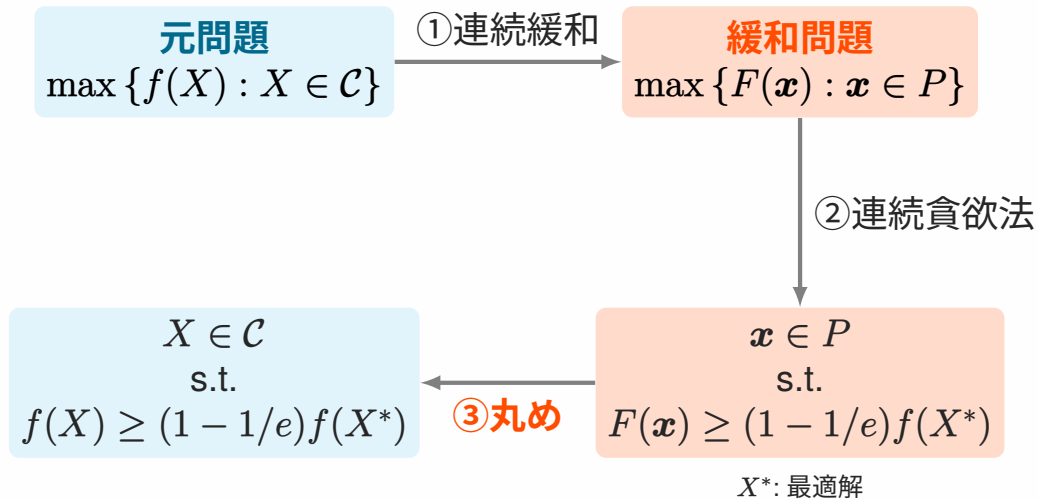 元問題
max {f(X) : X ∈ 𝒞}
①連続緩和
緩和問題
max {F(𝒙) : 𝒙 ∈ P}
②連続貪欲法
𝒙 ∈ P
s.t.
F(𝒙) ≥ (1 − 1/e)f(X*)
③丸め
X ∈ 𝒞
s.t.
f(X) ≥ (1 − 1/e)f(X*)
X*: 最適解